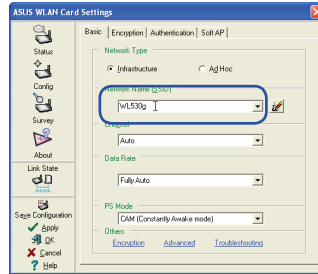 ASUS WLAN Card Settings
Status
Config
Survey
About
Link State
Save Configuration
Apply
OK
Cancel
Help
Basic Encryption Authentication Soft AP
Network Type
Infrastructure Ad Hoc
Network Name (SSID)
WL530g
Channel
Auto
Data Rate
Fully Auto
PS Mode
CAM (Constantly Awake mode)
Others
Encryption Advanced Troubleshooting